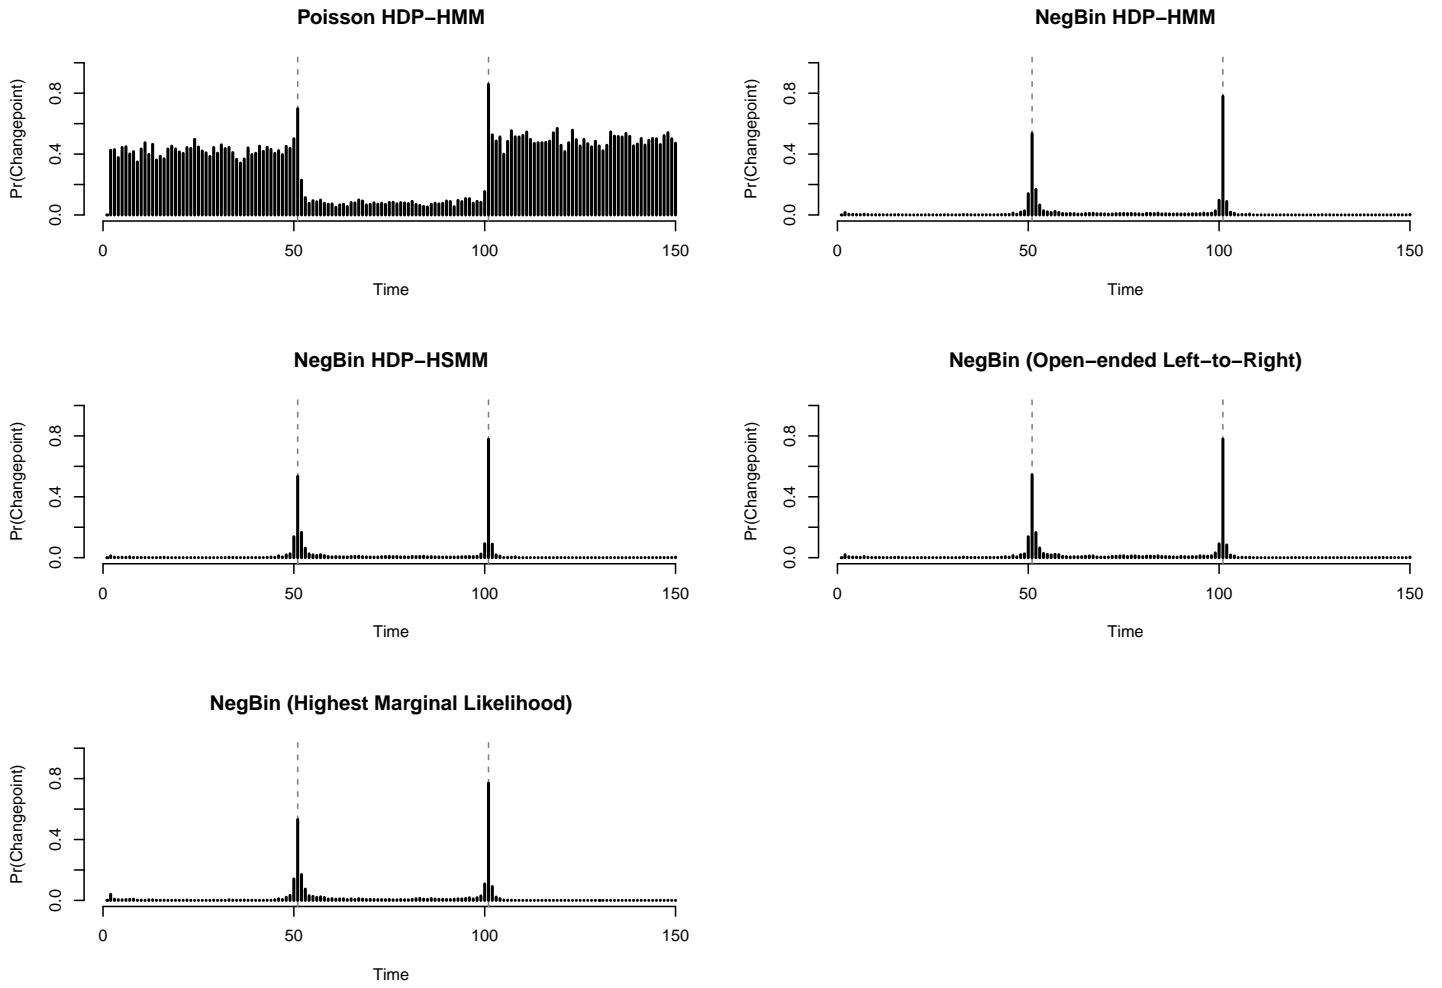 Poisson HDP−HMM
Pr(Changepoint)
0.0 0.4 0.8
0 50 100 150
Time
NegBin HDP−HMM
Pr(Changepoint)
0.0 0.4 0.8
0 50 100 150
Time
NegBin HDP−HSMM
Pr(Changepoint)
0.0 0.4 0.8
0 50 100 150
Time
NegBin (Open−ended Left−to−Right)
Pr(Changepoint)
0.0 0.4 0.8
0 50 100 150
Time
NegBin (Highest Marginal Likelihood)
Pr(Changepoint)
0.0 0.4 0.8
0 50 100 150
Time